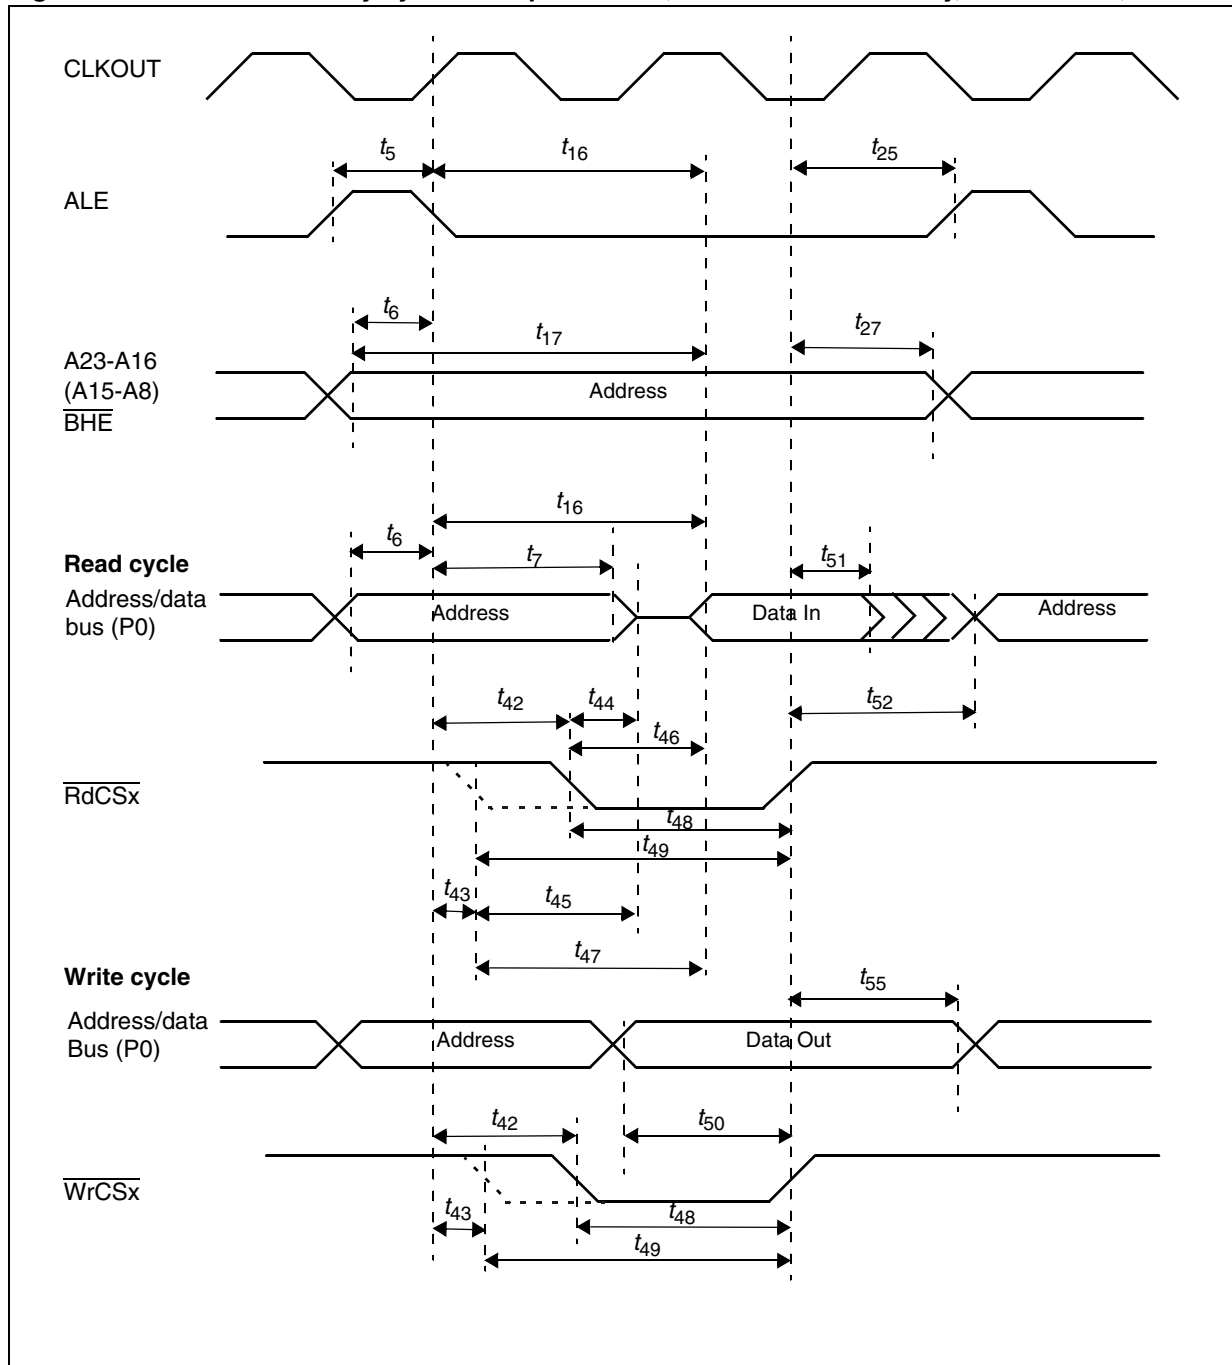 CLKOUT
t5
t16
t25
ALE
t6
t17
t27
A23-A16
(A15-A8)
BHE
Address
t16
t6
t7
t51
Read cycle
Address/data
bus (P0)
Address
Data In
Address
t42
t44
t52
t46
RdCSx
t48
t49
t43
t45
t47
Write cycle
t55
Address/data
Bus (P0)
Address
Data Out
t42
t50
WrCSx
t43
t48
t49